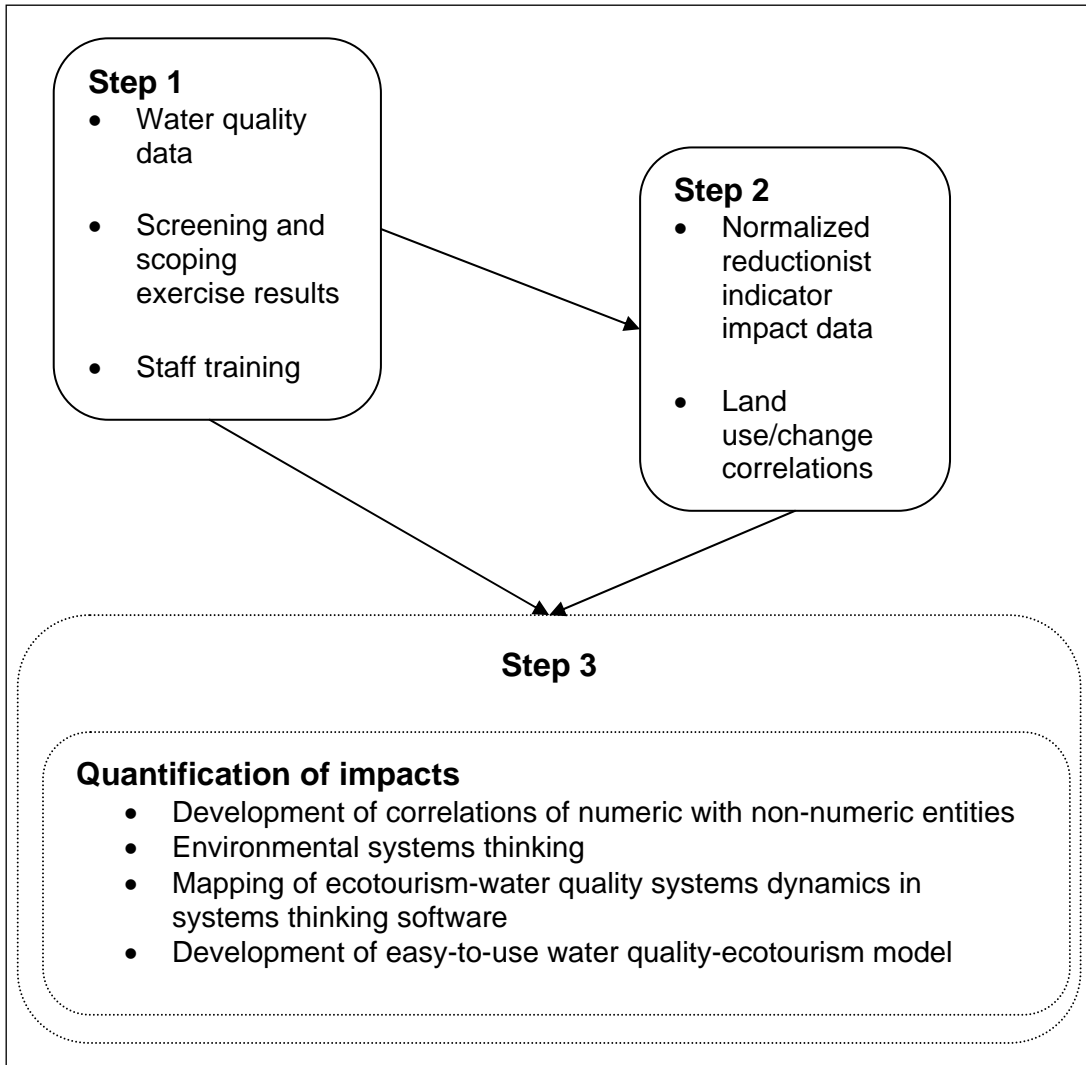 Step 1
• Water quality
data
• Screening and
scoping
exercise results
• Staff training
Step 2
• Normalized
reductionist
indicator
impact data
• Land
use/change
correlations
Step 3
Quantification of impacts
• Development of correlations of numeric with non-numeric entities
• Environmental systems thinking
• Mapping of ecotourism-water quality systems dynamics in
systems thinking software
• Development of easy-to-use water quality-ecotourism model